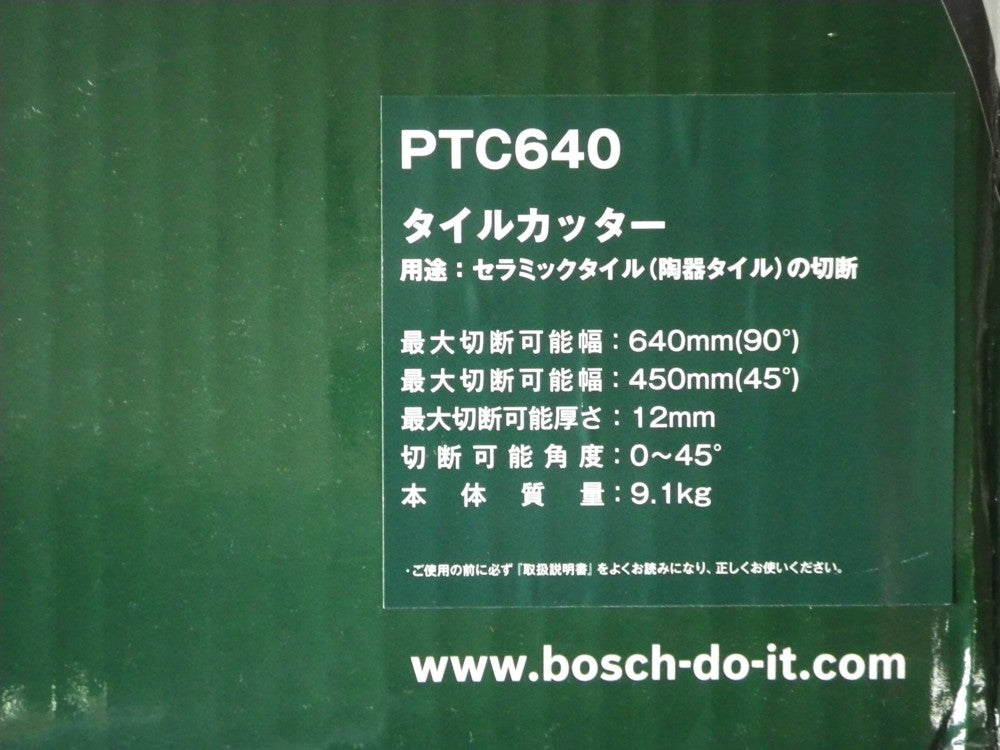 PTC640
タイルカッター
用途：セラミックタイル（陶器タイル）の切断
最大切断可能幅：640mm(90°)
最大切断可能幅：450mm(45°)
最大切断可能厚さ：12mm
切断可能角度：0〜45°
本体質量：9.1kg
・ご使用の前に必ず『取扱説明書』をよくお読みになり、正しくお使いください。
www.bosch-do-it.com